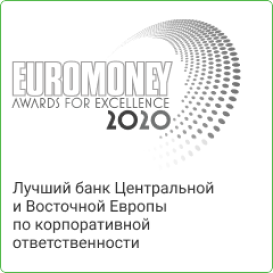 EUROMONEY
AWARDS FOR EXCELLENCE
2020
Лучший банк Центральной
и Восточной Европы
по корпоративной
ответственности